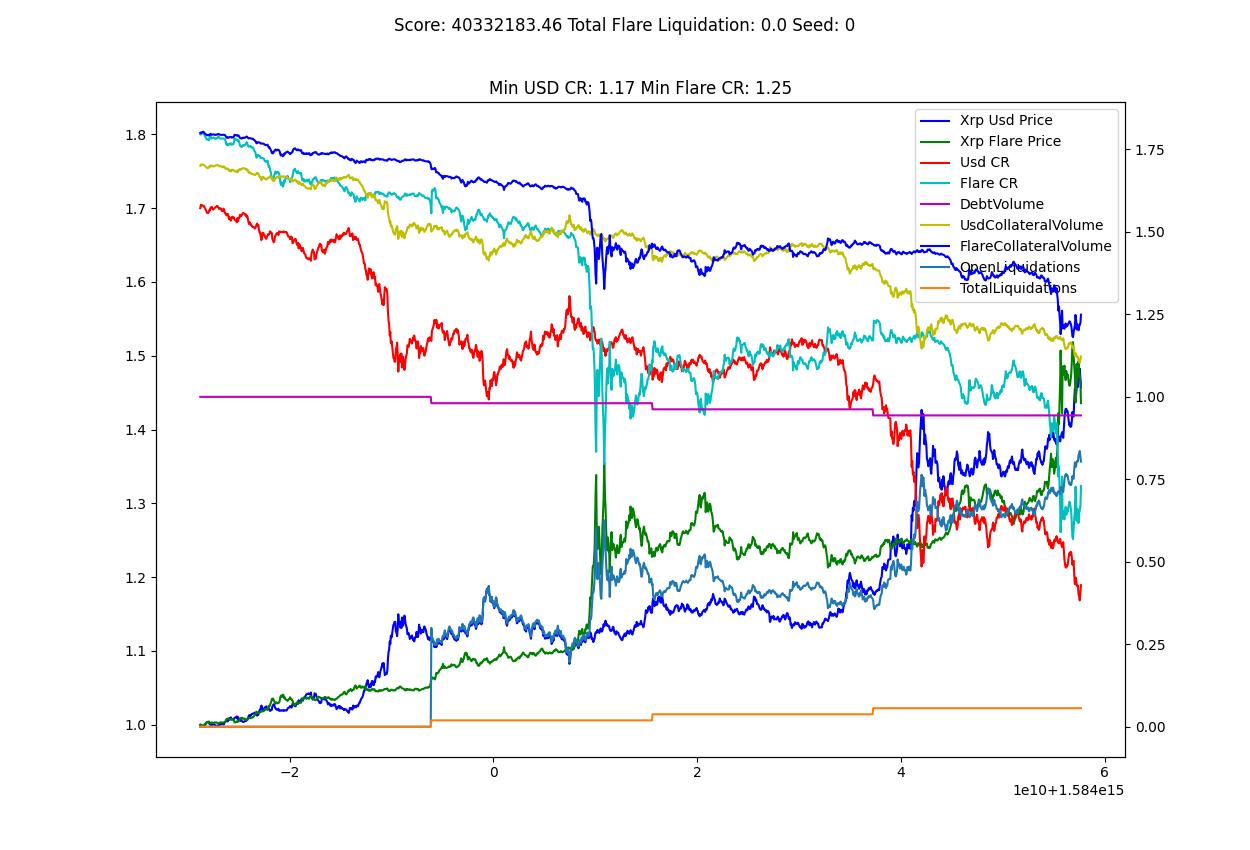 Score: 40332183.46 Total Flare Liquidation: 0.0 Seed: 0
Min USD CR: 1.17 Min Flare CR: 1.25
1.8
1.7
1.6
1.5
1.4
1.3
1.2
1.1
1.0
Xrp Usd Price
Xrp Flare Price
Usd CR
Flare CR
DebtVolume
UsdCollateralVolume
FlareCollateralVolume
OpenLiquidations
TotalLiquidations
1.75
1.50
1.25
1.00
0.75
0.50
0.25
0.00
−2 0 2 4 6
1e10+1.584e15